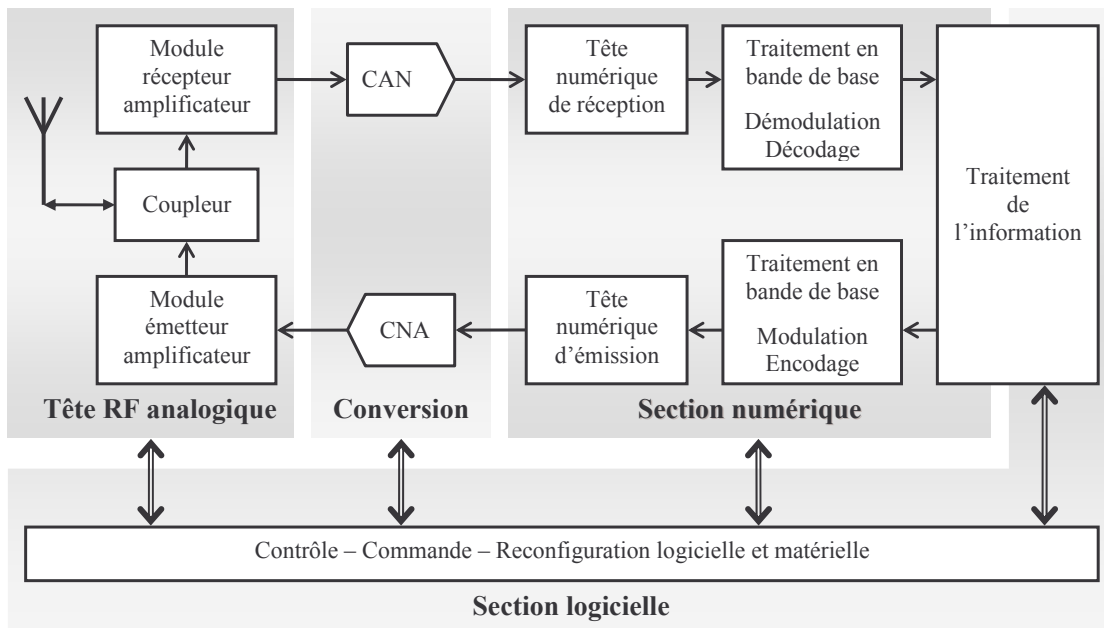 Module
récepteur
amplificateur
CAN
Tête
numérique
de réception
Traitement en
bande de base
Démodulation
Décodage
Traitement
de
l’information
Coupleur
Module
émetteur
amplificateur
CNA
Tête
numérique
d’émission
Traitement en
bande de base
Modulation
Encodage
Tête RF analogique
Conversion
Section numérique
Contrôle – Commande – Reconfiguration logicielle et matérielle
Section logicielle